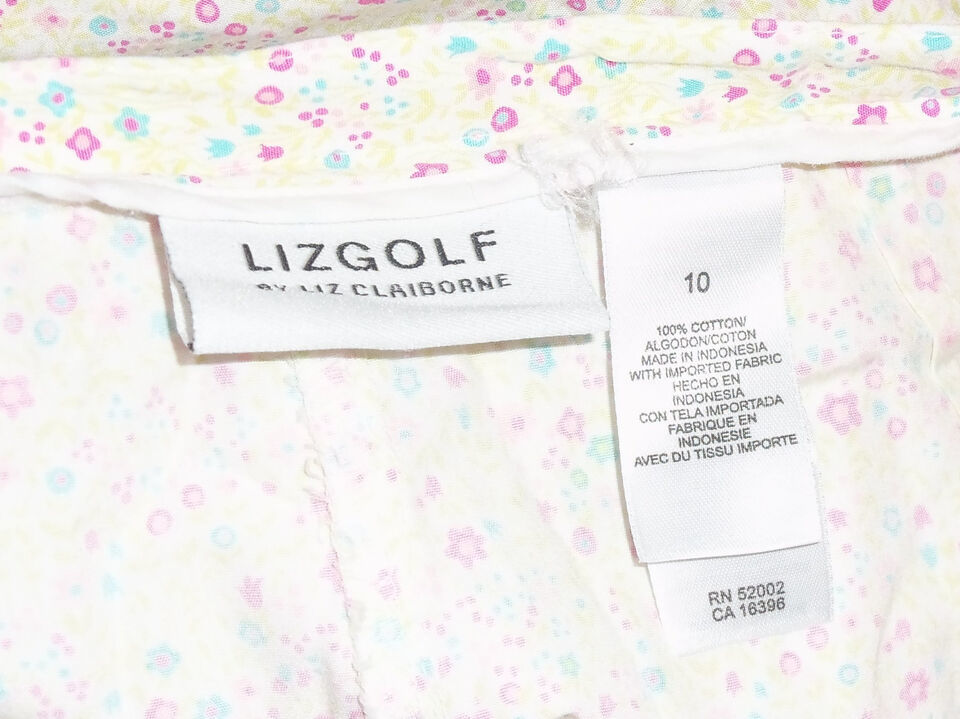 LIZGOLF
BY LIZ CLAIBORNE
10
100% COTTON/
ALGODON/COTON
MADE IN INDONESIA
WITH IMPORTED FABRIC
HECHO EN
INDONESIA
CON TELA IMPORTADA
FABRIQUE EN
INDONESIE
AVEC DU TISSU IMPORTE
RN 52002
CA 16396